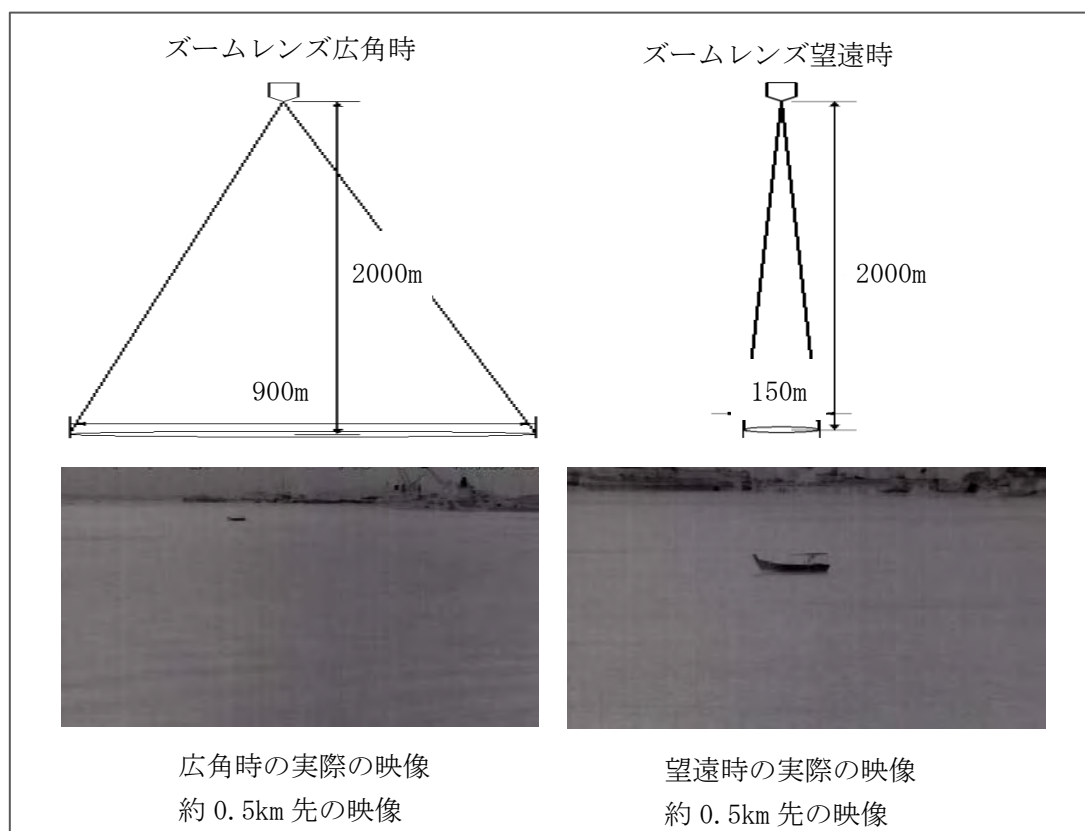 ズームレンズ広角時
ズームレンズ望遠時
2000m
2000m
900m
150m
広角時の実際の映像
約 0.5km 先の映像
望遠時の実際の映像
約 0.5km 先の映像